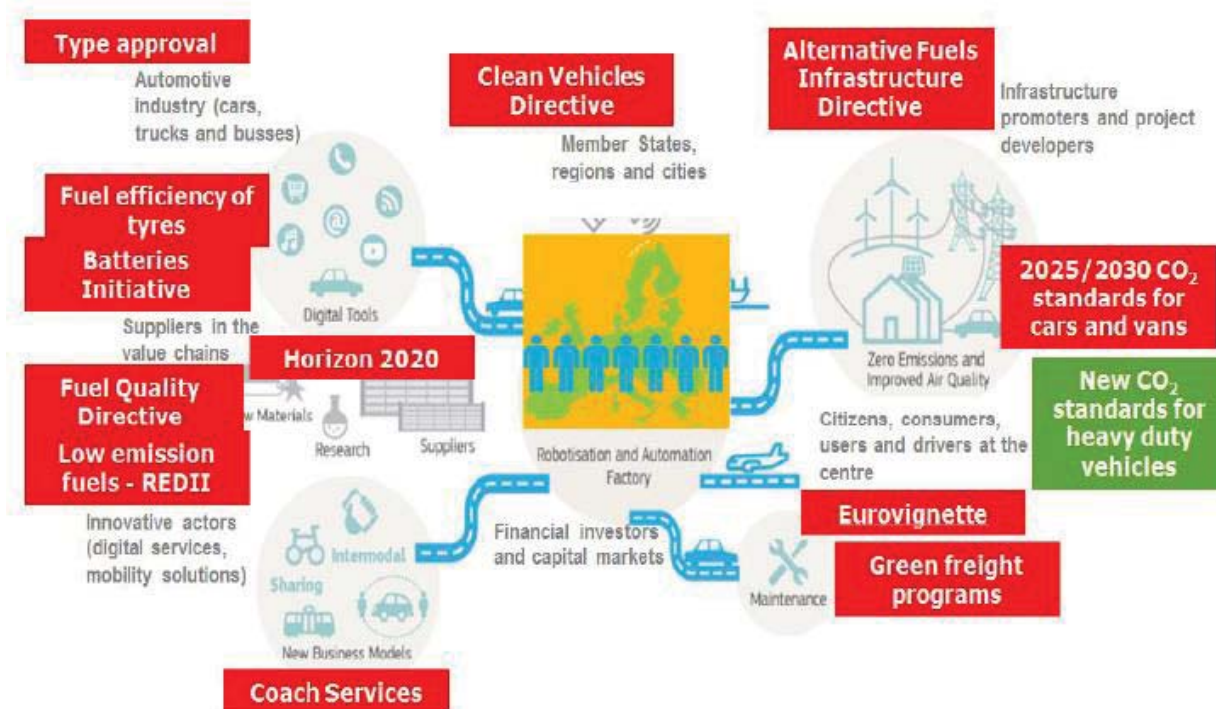 Type approval
Automotive
industry (cars,
trucks and busses)
Clean Vehicles
Directive
Member States,
regions and cities
Alternative Fuels
Infrastructure
Directive
Infrastructure
promoters and project
developers
Fuel efficiency of
tyres
Batteries
Initiative
Digital Tools
Suppliers in the
value chains
Horizon 2020
2025/2030 CO₂
standards for
cars and vans
Zero Emissions and
Improved Air Quality
New CO₂
standards for
heavy duty
vehicles
Fuel Quality
Directive
Low emission
fuels - REDII
Materials
Research
Suppliers
Robotisation and Automation
Factory
Citizens, consumers,
users and drivers at the
centre
Innovative actors
(digital services,
mobility solutions)
Intermodal
Sharing
New Business Models
Financial investors
and capital markets
Eurovignette
Maintenance
Green freight
programs
Coach Services